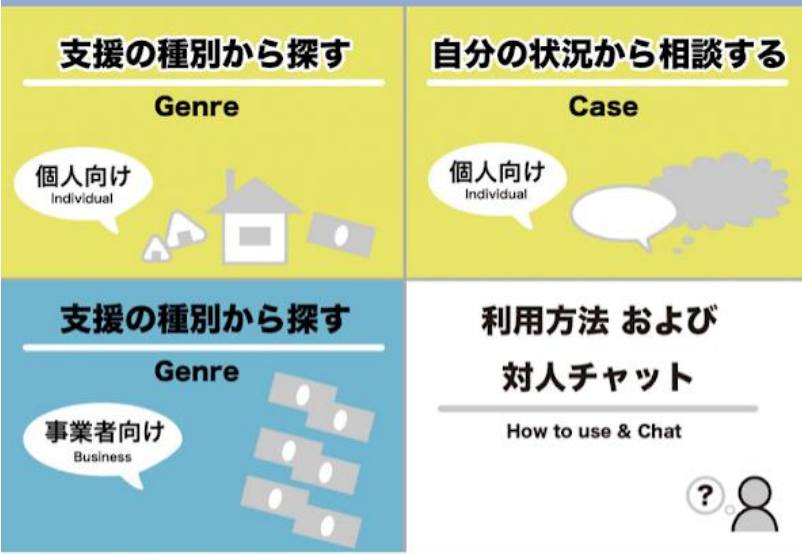 支援の種別から探す
Genre
個人向け
Individual
自分の状況から相談する
Case
個人向け
Individual
支援の種別から探す
Genre
事業者向け
Business
利用方法 および
対人チャット
How to use & Chat
?